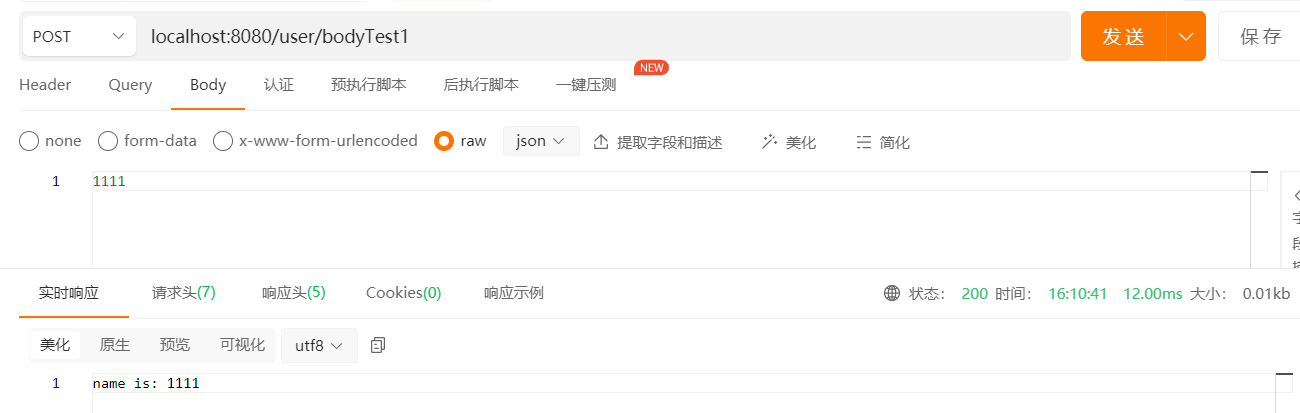 POST localhost:8080/user/bodyTest1 发送 保存
Header Query Body 认证 预执行脚本 后执行脚本 一键压测 NEW
none form-data x-www-form-urlencoded raw json 提取字段和描述 美化 简化
1 1111
字
段
实时响应 请求头(7) 响应头(5) Cookies(0) 响应示例 状态: 200 时间: 16:10:41 12.00ms 大小: 0.01kb
美化 原生 预览 可视化 utf8
1 name is: 1111